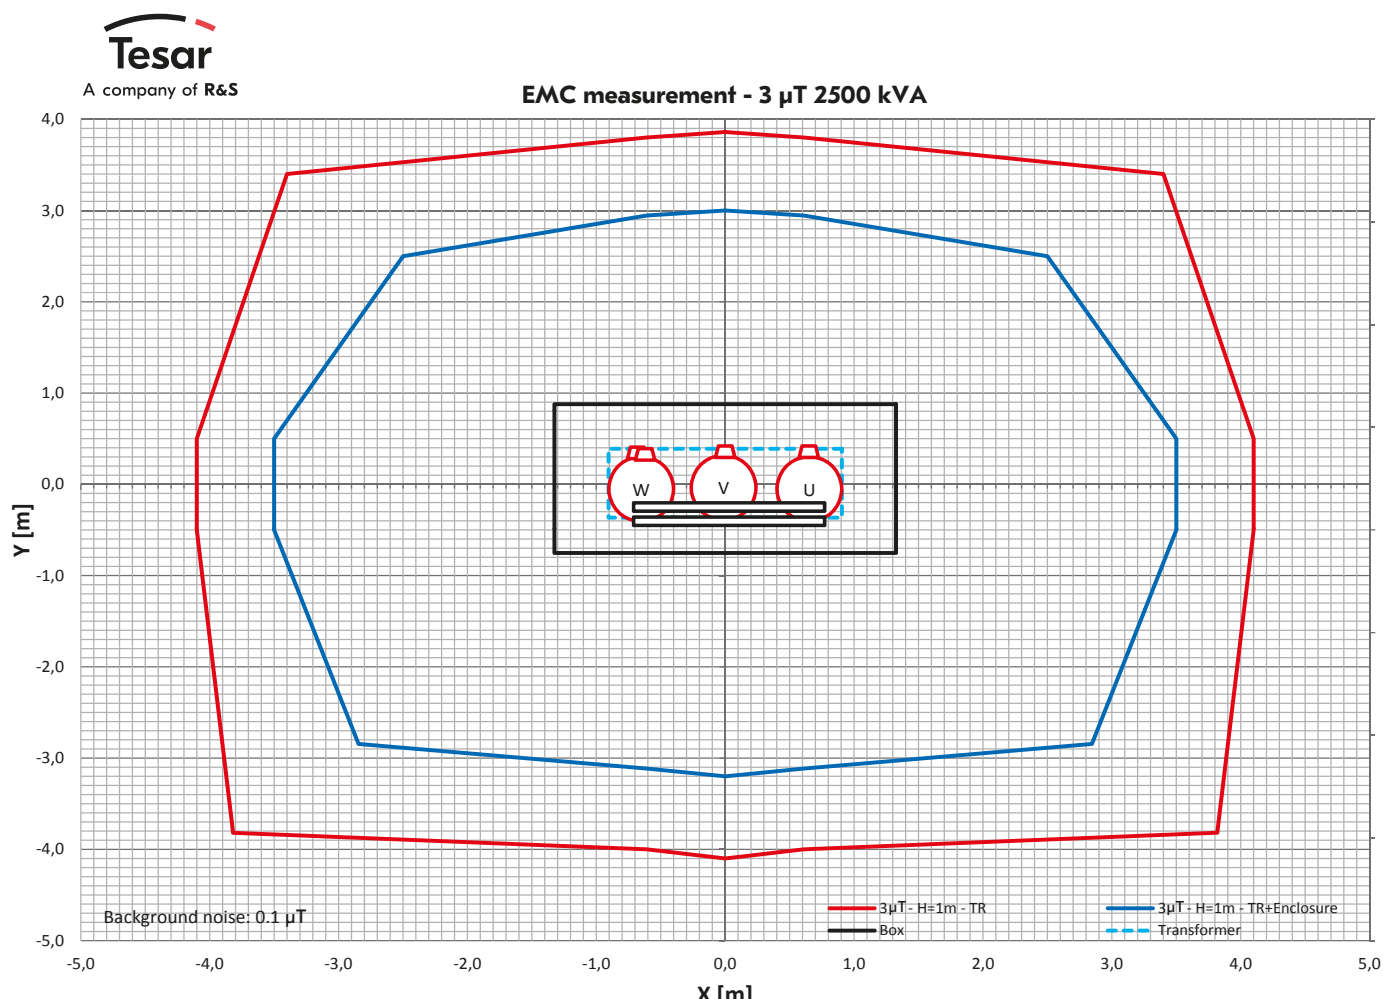 Tesar
A company of R&S
EMC measurement - 3 µT 2500 kVA
4,0
3,0
2,0
1,0
0,0
-1,0
-2,0
-3,0
-4,0
-5,0
Y [m]
W
V
U
Background noise: 0.1 µT
3µT - H=1m - TR
3µT - H=1m - TR+Enclosure
Box
Transformer
-5,0 -4,0 -3,0 -2,0 -1,0 0,0 1,0 2,0 3,0 4,0 5,0
X [m]